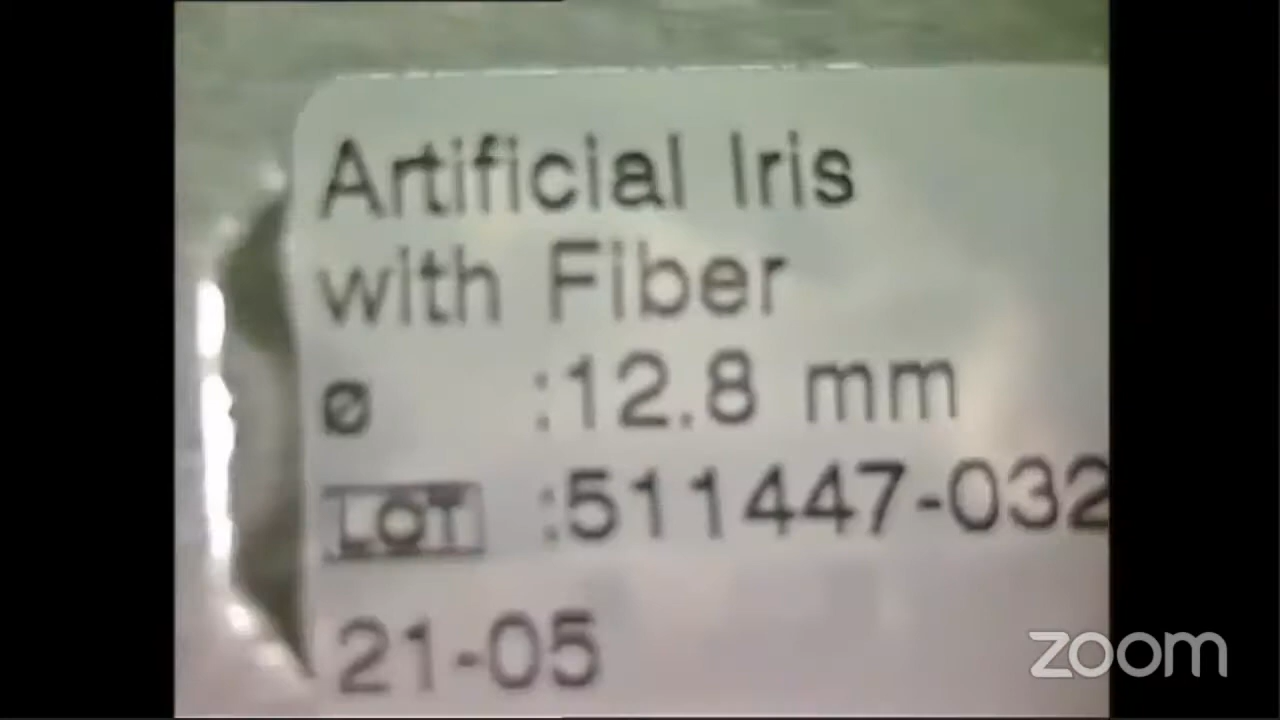 Artificial Iris
with Fiber
ø :12.8 mm
LOT :511447-032
21-05
zoom